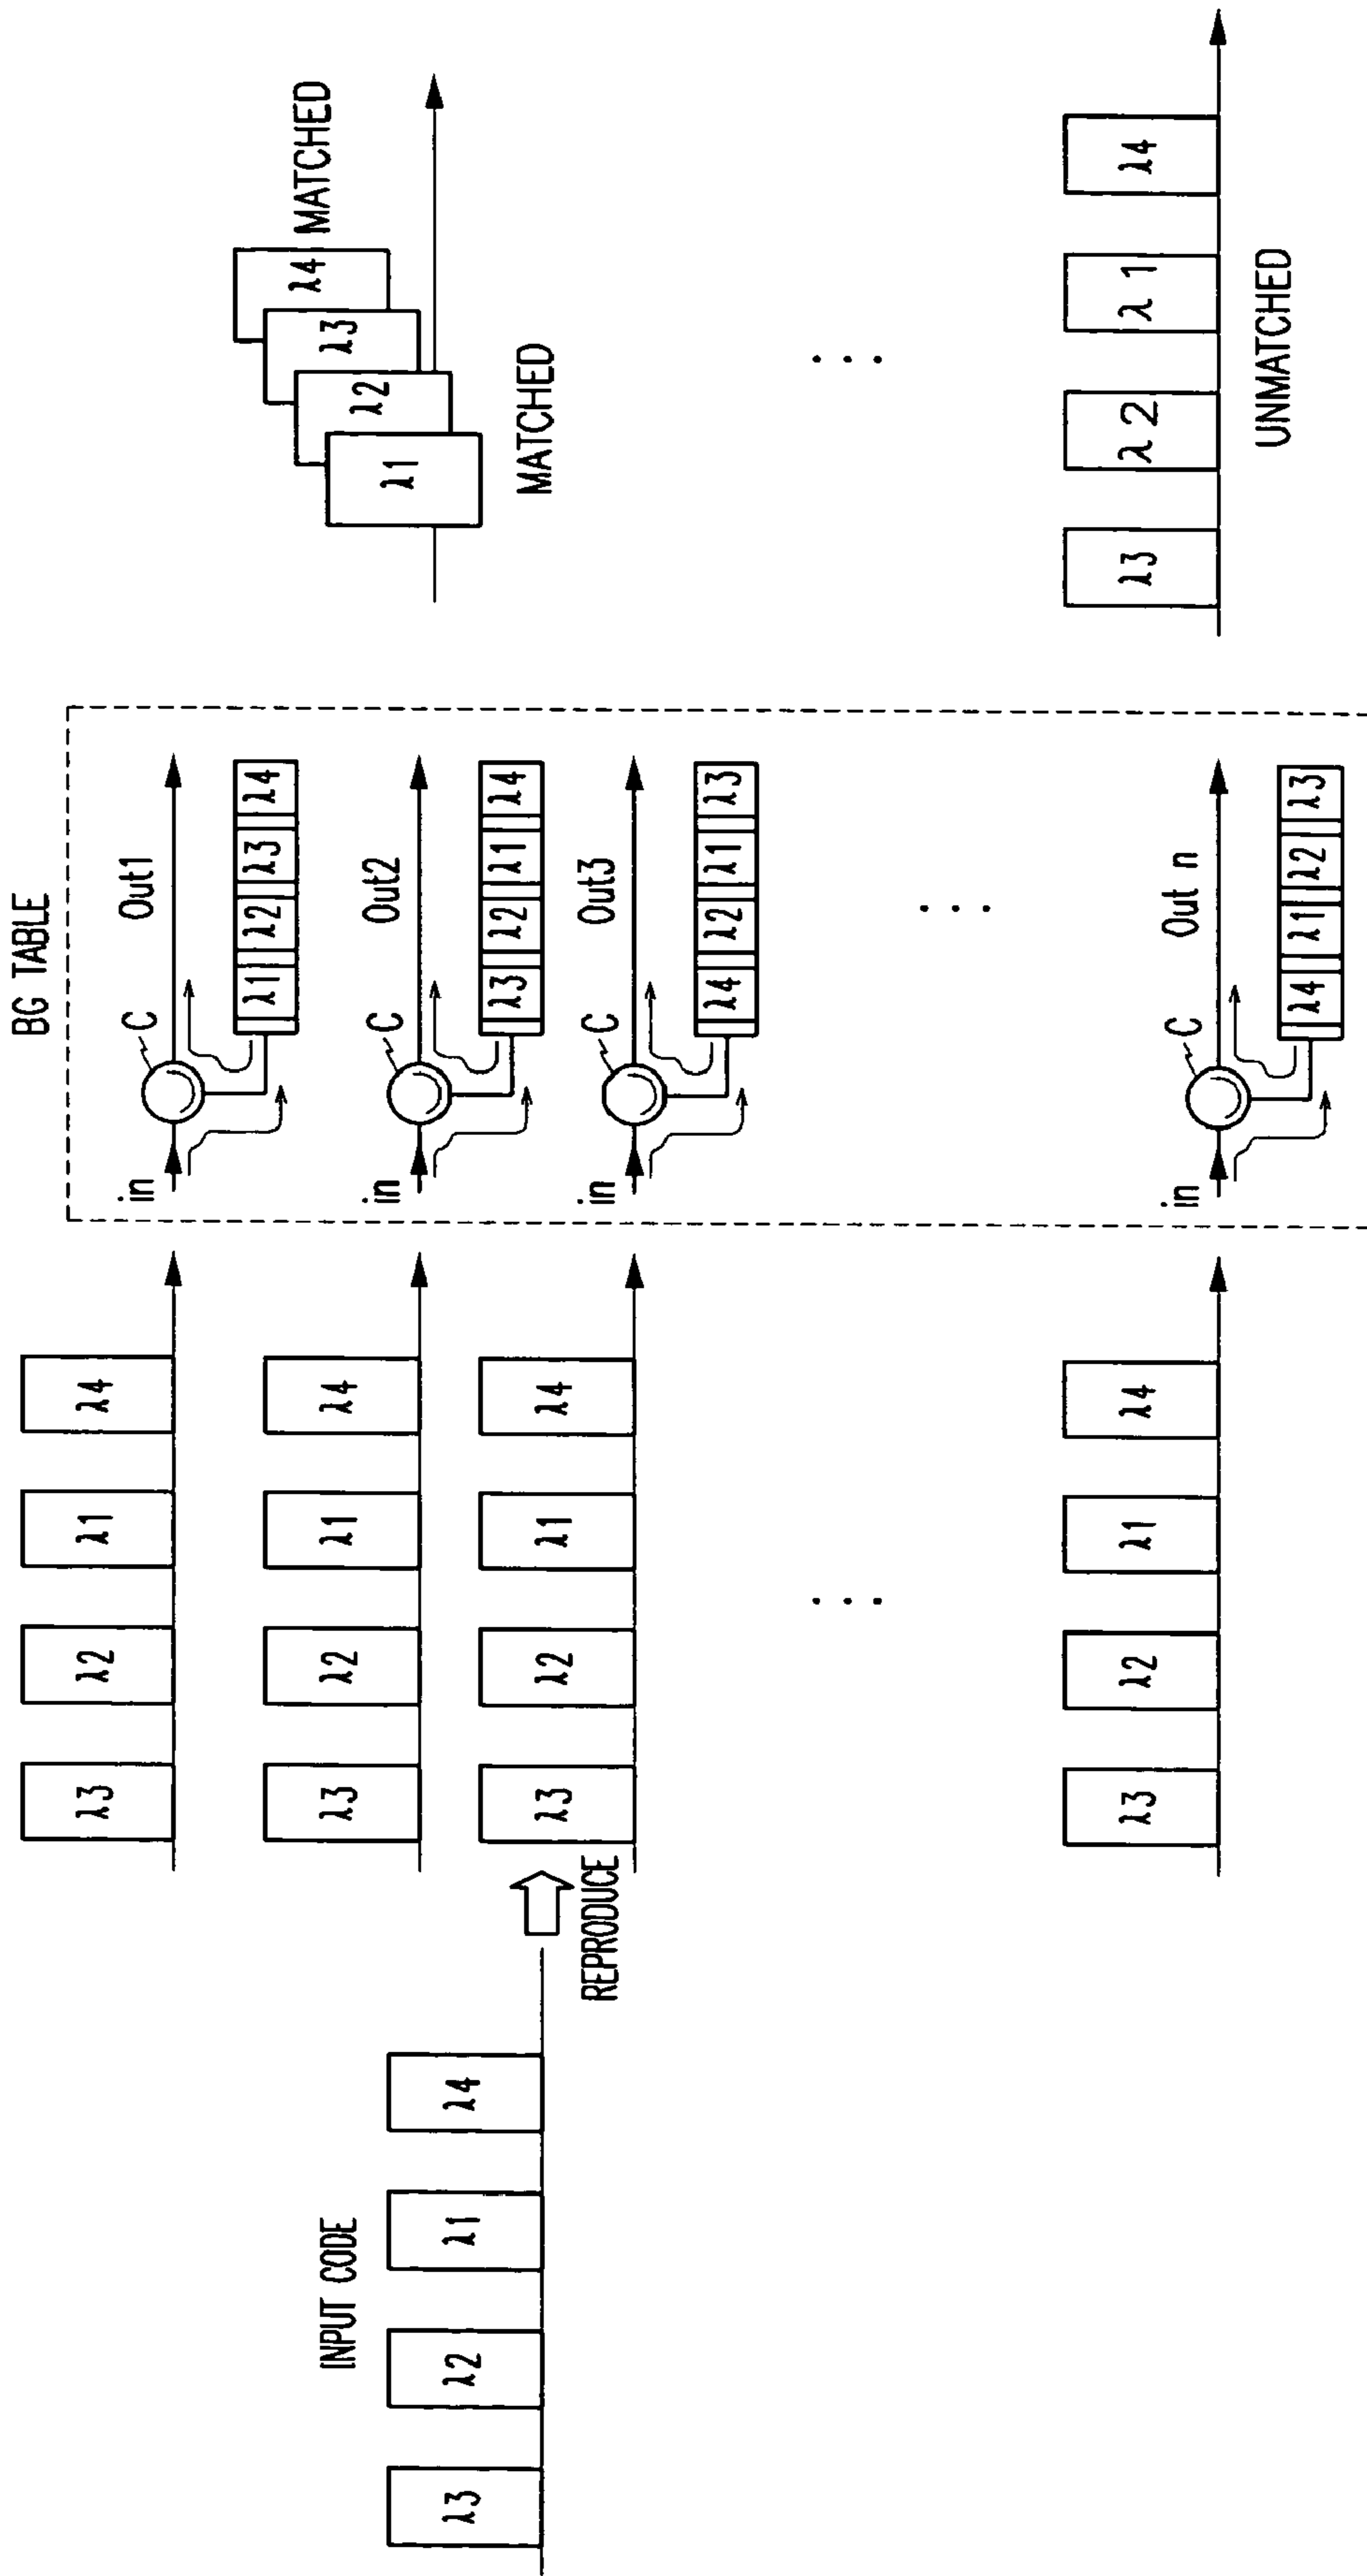 BG TABLE
INPUT CODE
λ3 λ2 λ1 λ4
REPRODUCE
λ3 λ2 λ1 λ4
λ3 λ2 λ1 λ4
λ3 λ2 λ1 λ4
...
λ3 λ2 λ1 λ4
in C Out1
λ1 λ2 λ3 λ4
in C Out2
λ3 λ2 λ1 λ4
in C Out3
λ4 λ2 λ1 λ3
...
in C Out n
λ4 λ1 λ2 λ3
λ1 λ2 λ3 λ4 MATCHED
MATCHED
...
λ3 λ2 λ1 λ4
UNMATCHED